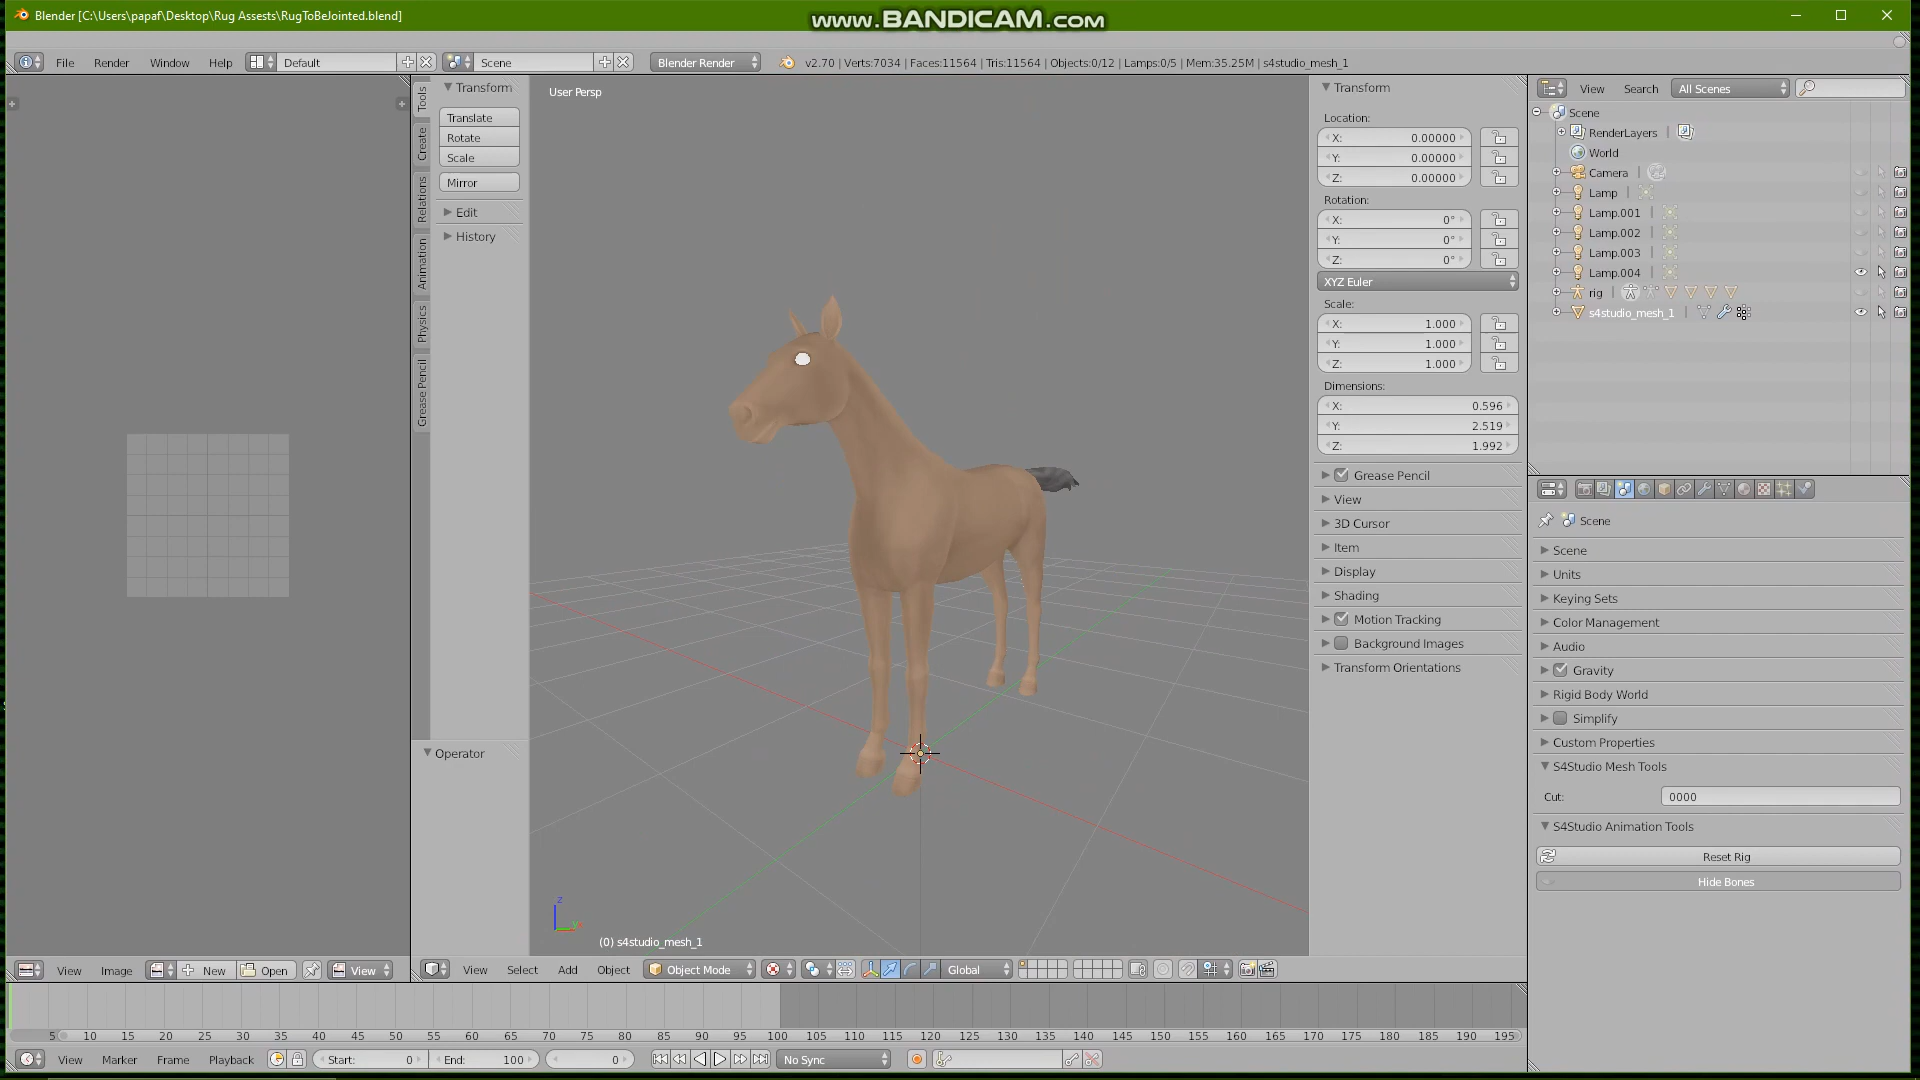 Blender [C:\Users\papaf\Desktop\Rug Assests\RugToBeJointed.blend]
www.BANDICAM.com
File Render Window Help Default Scene Blender Render v2.70 | Verts:7034 | Faces:11564 | Tris:11564 | Objects:0/12 | Lamps:0/5 | Mem:35.25M | s4studio_mesh_1
Tools
Create
Relations
Animation
Physics
Grease Pencil
Transform
Translate
Rotate
Scale
Mirror
Edit
History
Operator
User Persp
z
y
(0) s4studio_mesh_1
Transform
Location:
X: 0.00000
Y: 0.00000
Z: 0.00000
Rotation:
X: 0°
Y: 0°
Z: 0°
XYZ Euler
Scale:
X: 1.000
Y: 1.000
Z: 1.000
Dimensions:
X: 0.596
Y: 2.519
Z: 1.992
Grease Pencil
View
3D Cursor
Item
Display
Shading
Motion Tracking
Background Images
Transform Orientations
View Search All Scenes
Scene
RenderLayers
World
Camera
Lamp
Lamp.001
Lamp.002
Lamp.003
Lamp.004
rig
s4studio_mesh_1
Scene
Scene
Units
Keying Sets
Color Management
Audio
Gravity
Rigid Body World
Simplify
Custom Properties
S4Studio Mesh Tools
Cut: 0000
S4Studio Animation Tools
Reset Rig
Hide Bones
View Image New Open View
View Select Add Object Object Mode Global
5 10 15 20 25 30 35 40 45 50 55 60 65 70 75 80 85 90 95 100 105 110 115 120 125 130 135 140 145 150 155 160 165 170 175 180 185 190 195
View Marker Frame Playback Start: 0 End: 100 0 No Sync